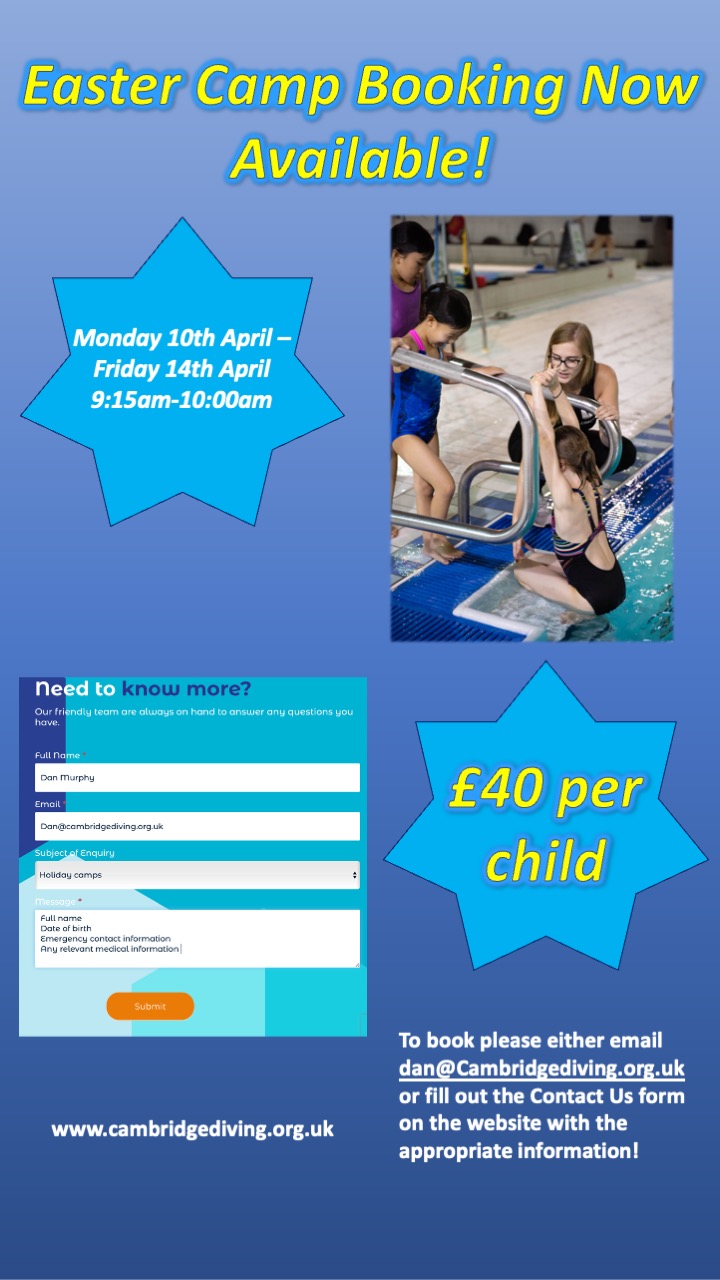 Easter Camp Booking Now
Available!
Monday 10th April –
Friday 14th April
9:15am-10:00am
Need to know more?
Our friendly team are always on hand to answer any questions you
have.
Full Name *
Dan Murphy
Email *
Dan@cambridgediving.org.uk
Subject of Enquiry
Holiday camps
Message *
Full name
Date of birth
Emergency contact information
Any relevant medical information
Submit
£40 per
child
To book please either email
dan@Cambridgediving.org.uk
or fill out the Contact Us form
on the website with the
appropriate information!
www.cambridgediving.org.uk